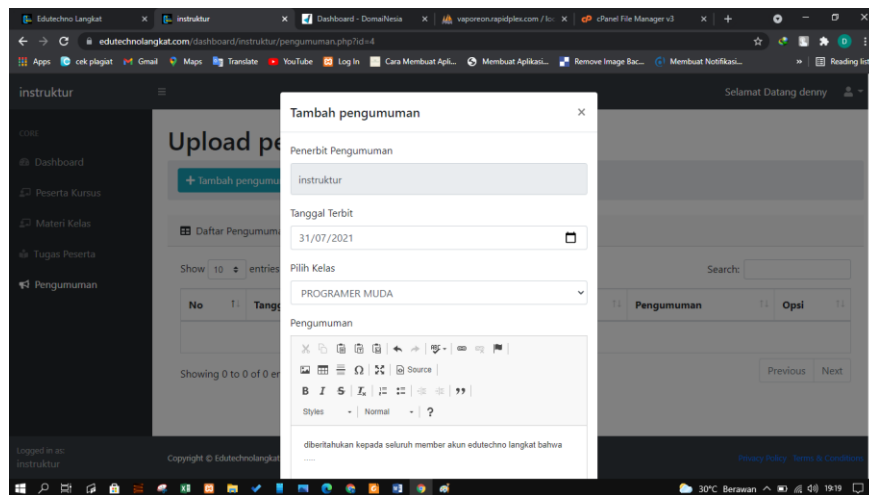 Edutechno Langkat
instruktur
Dashboard - DomaiNesia
vaporeon.rapidplex.com / lo
cPanel File Manager v3
edutechnolangkat.com/dashboard/instruktur/pengumuman.php?id=4
Apps
cek plagiat
Gmail
Maps
Translate
YouTube
Log In
Cara Membuat Apli...
Membuat Aplikasi...
Remove Image Bac...
Membuat Notifikasi...
»
Reading list
instruktur
Selamat Datang denny
CORE
Dashboard
Peserta Kursus
Materi Kelas
Tugas Peserta
Pengumuman
Logged in as:
instruktur
Upload pe
+ Tambah pengumu
Daftar Pengumuma
Show 10 entries
Search:
No
Tangg
Pengumuman
Opsi
Showing 0 to 0 of 0 en
Previous
Next
Copyright © Edutechnolangkat
Privacy Policy · Terms & Conditions
Tambah pengumuman
×
Penerbit Pengumuman
instruktur
Tanggal Terbit
31/07/2021
Pilih Kelas
PROGRAMER MUDA
Pengumuman
Source
B I S Ix
Styles
Normal
?
diberitahukan kepada seluruh member akun edutechno langkat bahwa
.....
30°C Berawan
19:19